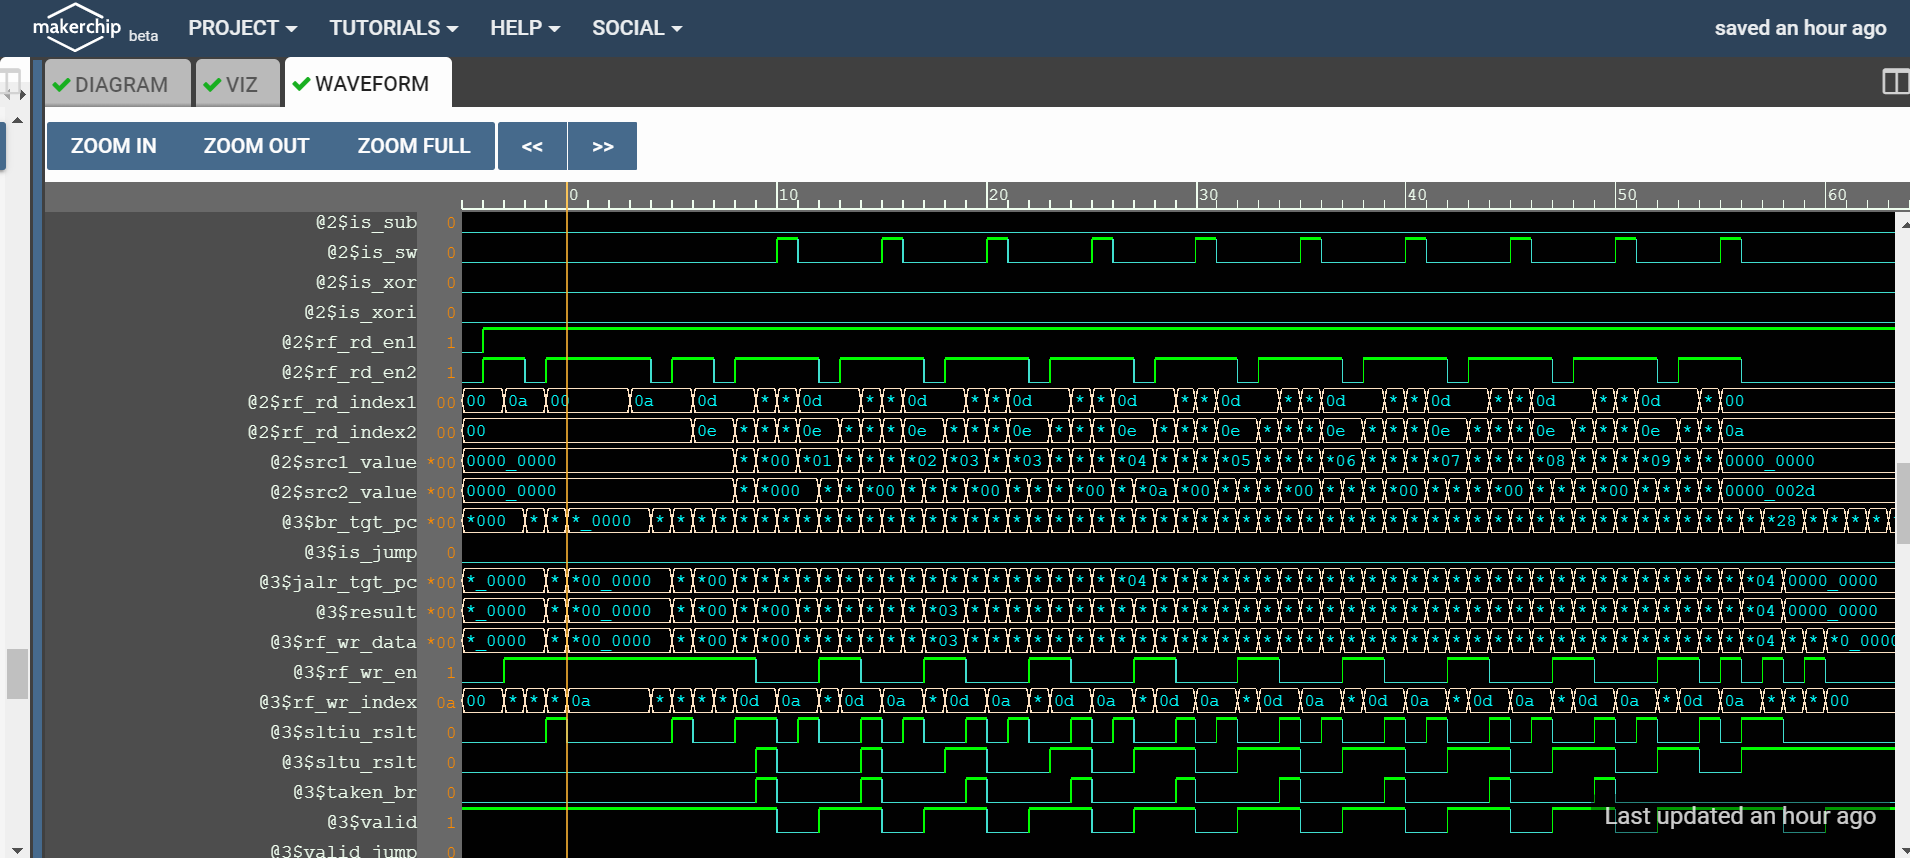 makerchip beta PROJECT TUTORIALS HELP SOCIAL saved an hour ago
DIAGRAM VIZ WAVEFORM
ZOOM IN ZOOM OUT ZOOM FULL << >>
0 10 20 30 40 50 60
@2$is_sub 0
@2$is_sw 0
@2$is_xor 0
@2$is_xori 0
@2$rf_rd_en1 1
@2$rf_rd_en2 1
@2$rf_rd_index1 00 00 0a 00 0a 0d * * 0d * * 0d * * 0d * * 0d * * 0d * * 0d * * 0d * * 0d * * 0d * 00
@2$rf_rd_index2 00 00 0e * * * 0e * * * 0e * * * 0e * * * 0e * * * 0e * * * 0e * * * 0e * * * 0e * * * 0e * * 0a
@2$src1_value *00 0000_0000 * *00 *01 * * * *02 *03 * *03 * * * *04 * * * *05 * * * *06 * * * *07 * * * *08 * * * *09 * * 0000_0000
@2$src2_value *00 0000_0000 * *000 * * *00 * * * *00 * * * *00 * *0a *00 * * * *00 * * * *00 * * * *00 * * * *00 * * * 0000_002d
@3$br_tgt_pc *00 *000 * * *_0000 *28
@3$is_jump 0
@3$jalr_tgt_pc *00 *_0000 * *00_0000 * *00 *04 *04 0000_0000
@3$result *00 *_0000 * *00_0000 * *00 * *00 *03 *04 0000_0000
@3$rf_wr_data *00 *_0000 * *00_0000 * *00 * *00 *03 *04 * * *0_0000
@3$rf_wr_en 1
@3$rf_wr_index 0a 00 * * * 0a * * * * 0d 0a * 0d 0a * 0d 0a * 0d 0a * 0d 0a * 0d 0a * 0d 0a * 0d 0a * 0d 0a * 0d 0a * * * 00
@3$sltiu_rslt 0
@3$sltu_rslt 0
@3$taken_br 0
@3$valid 1
Last updated an hour ago
@3$valid_jump 0